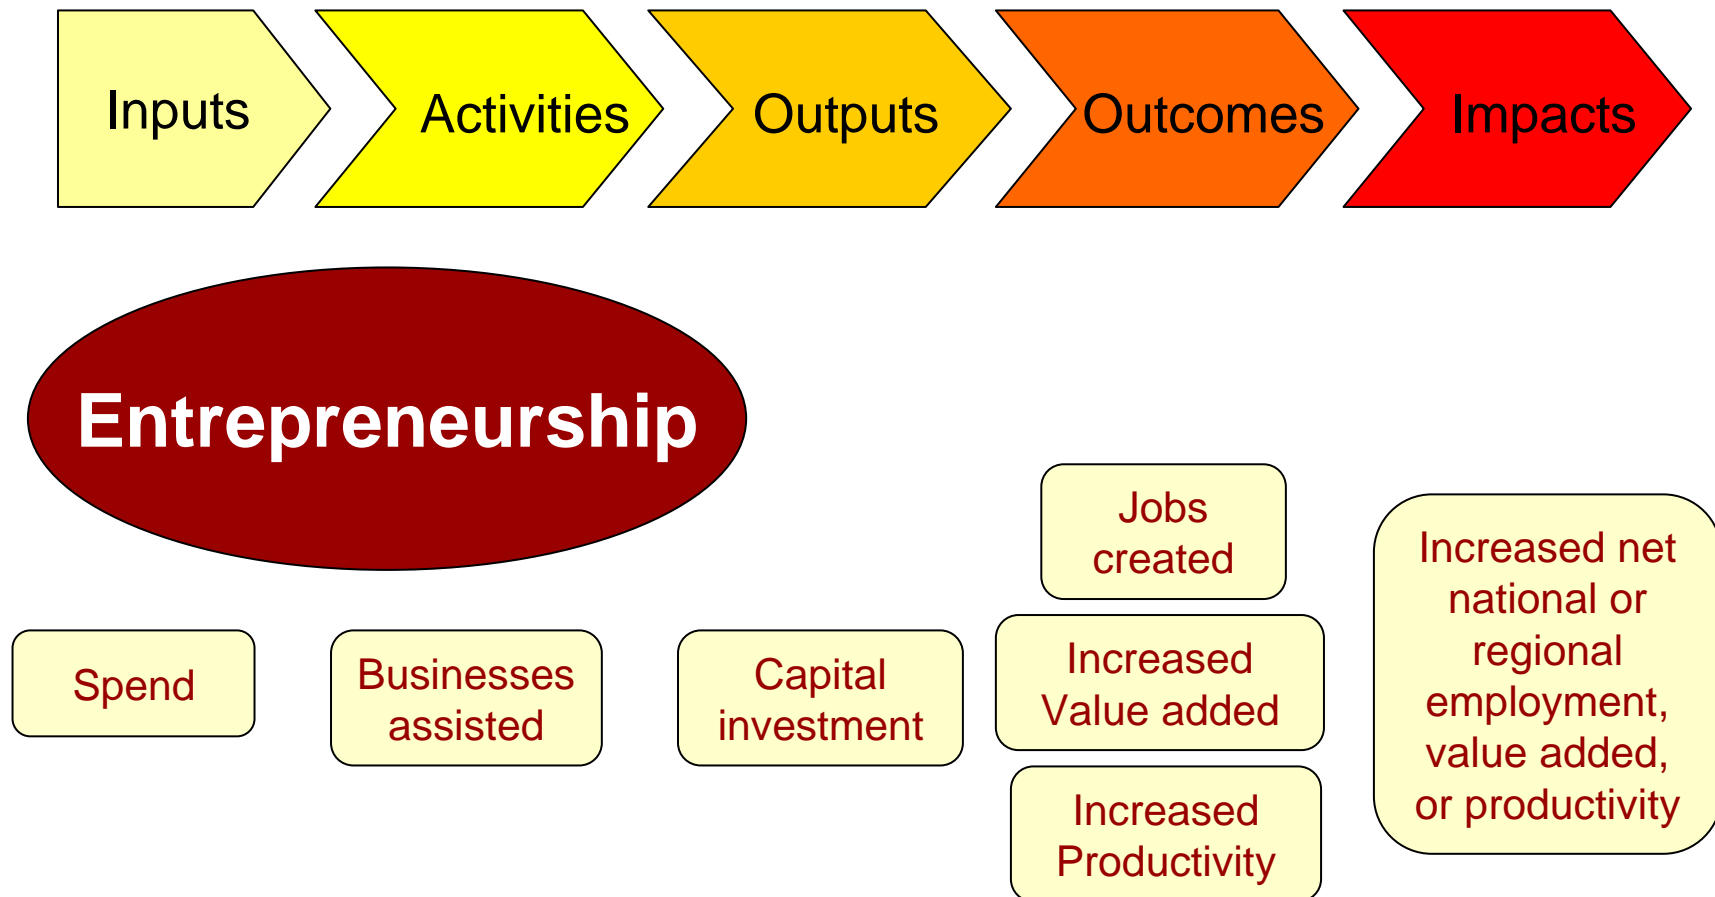 Inputs
Activities
Outputs
Outcomes
Impacts
Entrepreneurship
Spend
Businesses
assisted
Capital
investment
Jobs
created
Increased
Value added
Increased
Productivity
Increased net
national or
regional
employment,
value added,
or productivity